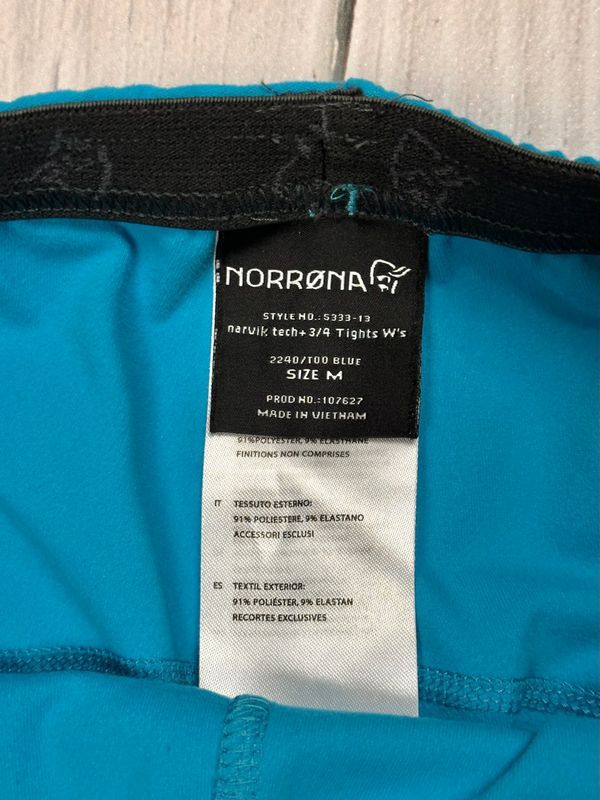 NORRØNA
STYLE NO.: 5333-13
narvik tech+ 3/4 Tights W's
2240/TOO BLUE
SIZE M
PROD NO.: 107627
MADE IN VIETNAM
91%POLYESTER, 9% ELASTHANE
FINITIONS NON COMPRISES
IT TESSUTO ESTERNO:
91% POLIESTERE, 9% ELASTANO
ACCESSORI ESCLUSI
ES TEXTIL EXTERIOR:
91% POLIÉSTER, 9% ELASTAN
RECORTES EXCLUSIVES